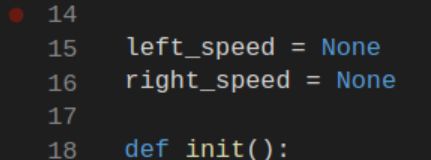 14
15 left_speed = None
16 right_speed = None
17
18 def init():